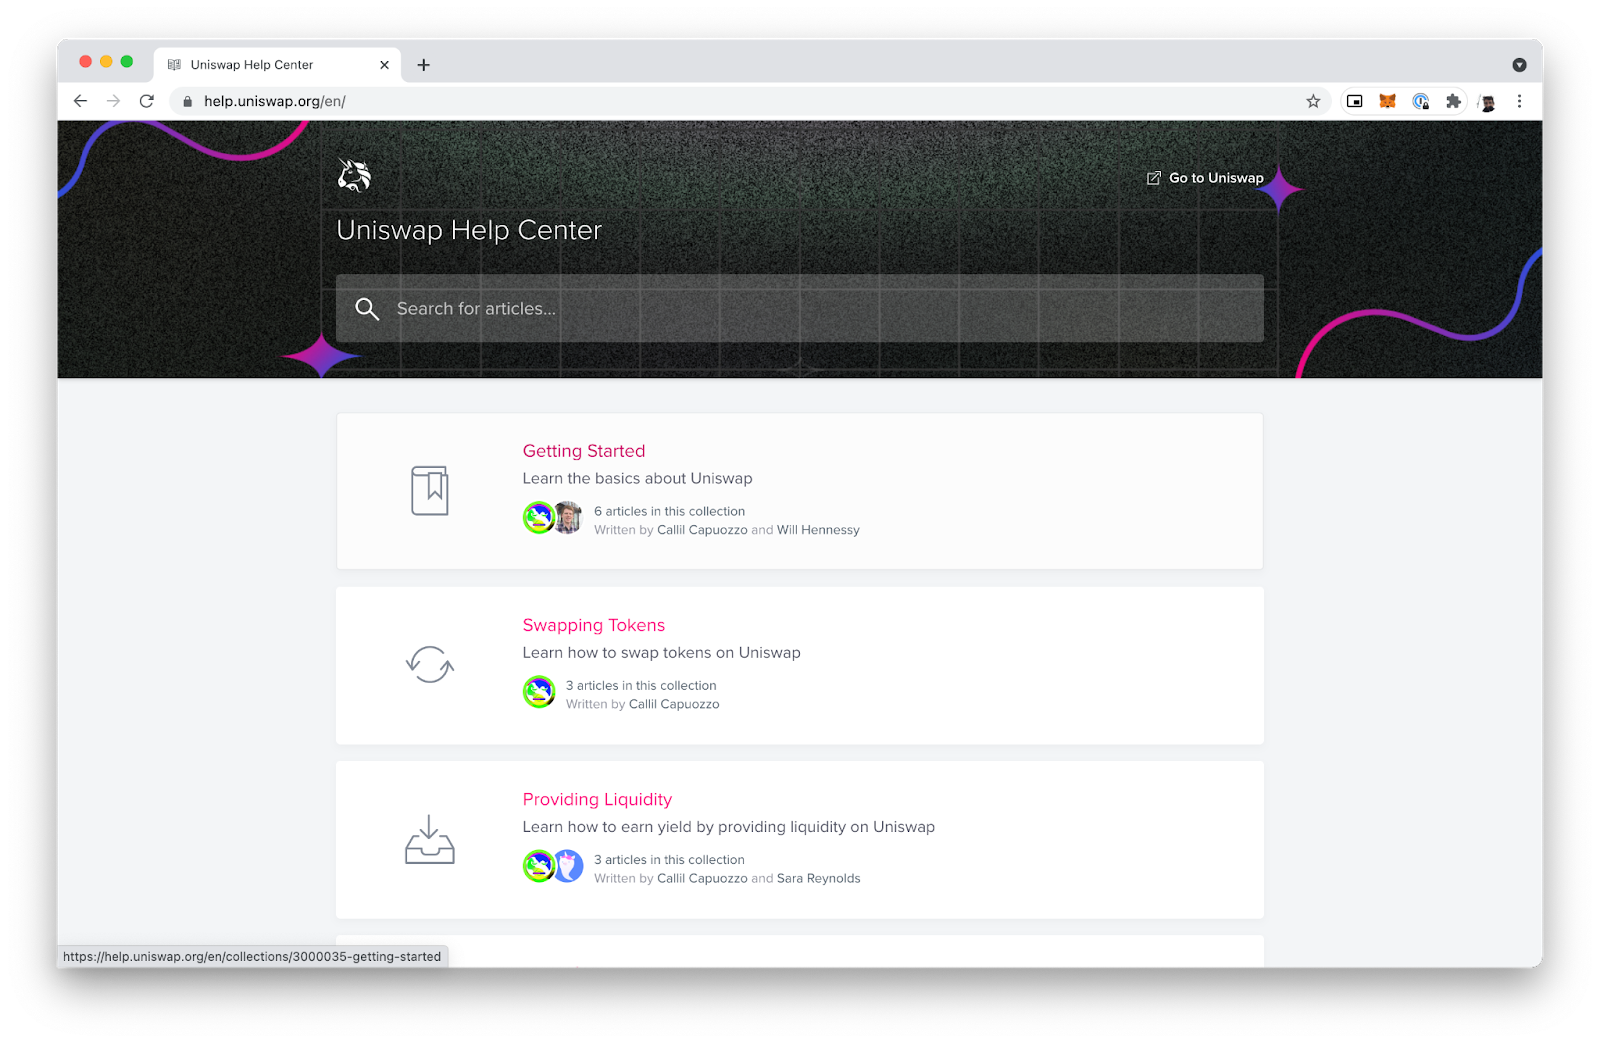 Uniswap Help Center
help.uniswap.org/en/
Go to Uniswap
Uniswap Help Center
Search for articles...
Getting Started
Learn the basics about Uniswap
6 articles in this collection
Written by Callil Capuozzo and Will Hennessy
Swapping Tokens
Learn how to swap tokens on Uniswap
3 articles in this collection
Written by Callil Capuozzo
Providing Liquidity
Learn how to earn yield by providing liquidity on Uniswap
3 articles in this collection
Written by Callil Capuozzo and Sara Reynolds
https://help.uniswap.org/en/collections/3000035-getting-started